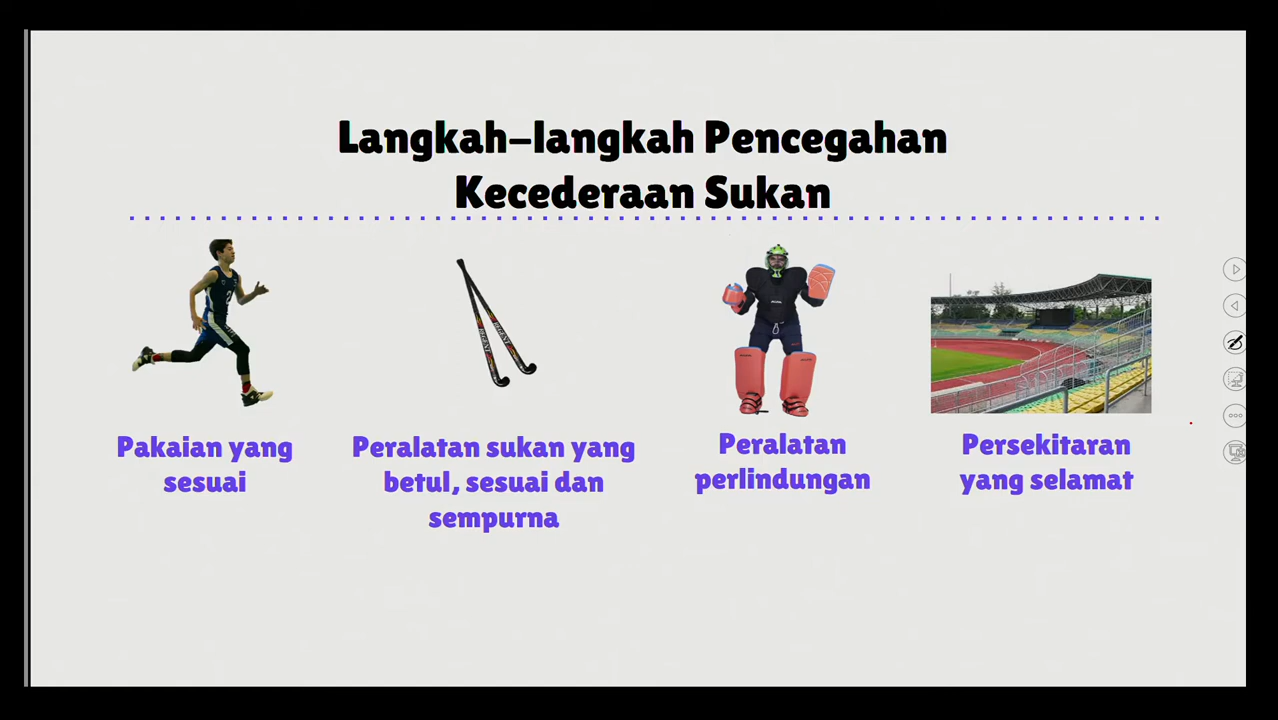 Langkah-langkah Pencegahan
Kecederaan Sukan
Pakaian yang
sesuai
Peralatan sukan yang
betul, sesuai dan
sempurna
Peralatan
perlindungan
Persekitaran
yang selamat